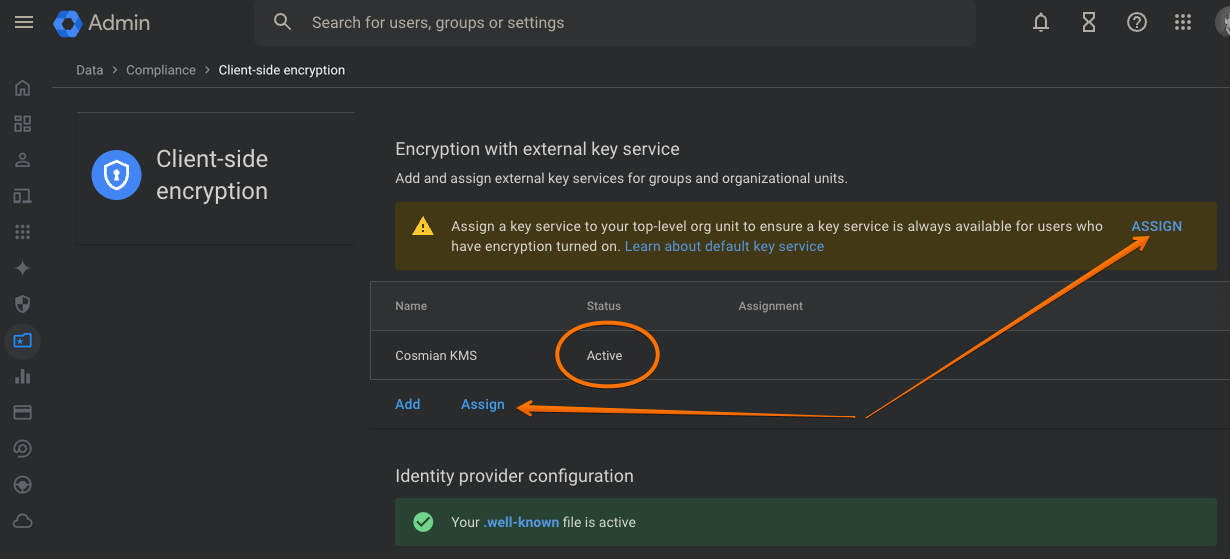 Admin
Search for users, groups or settings
Data > Compliance > Client-side encryption
Client-side
encryption
Encryption with external key service
Add and assign external key services for groups and organizational units.
Assign a key service to your top-level org unit to ensure a key service is always available for users who
have encryption turned on. Learn about default key service
ASSIGN
Name Status Assignment
Cosmian KMS Active
Add Assign
Identity provider configuration
Your .well-known file is active